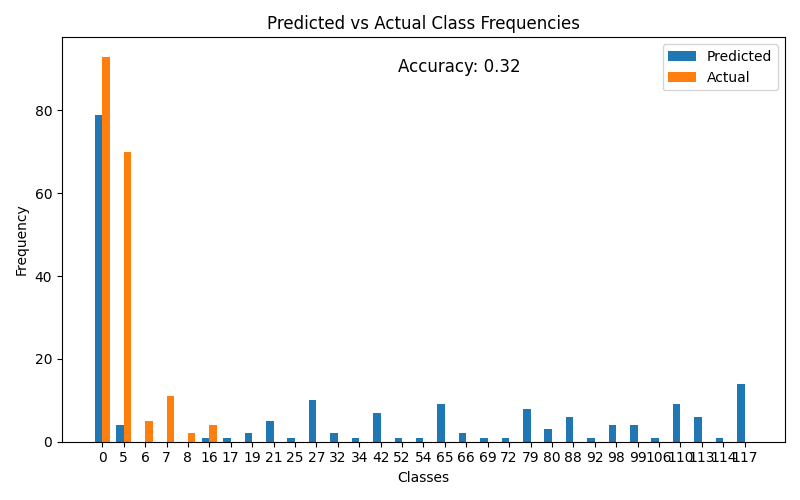 Predicted vs Actual Class Frequencies
Accuracy: 0.32
Predicted
Actual
Frequency
80
60
40
20
0
0 5 6 7 8 16 17 19 21 25 27 32 34 42 52 54 65 66 69 72 79 80 88 92 98 99 106 110 113 114 117
Classes